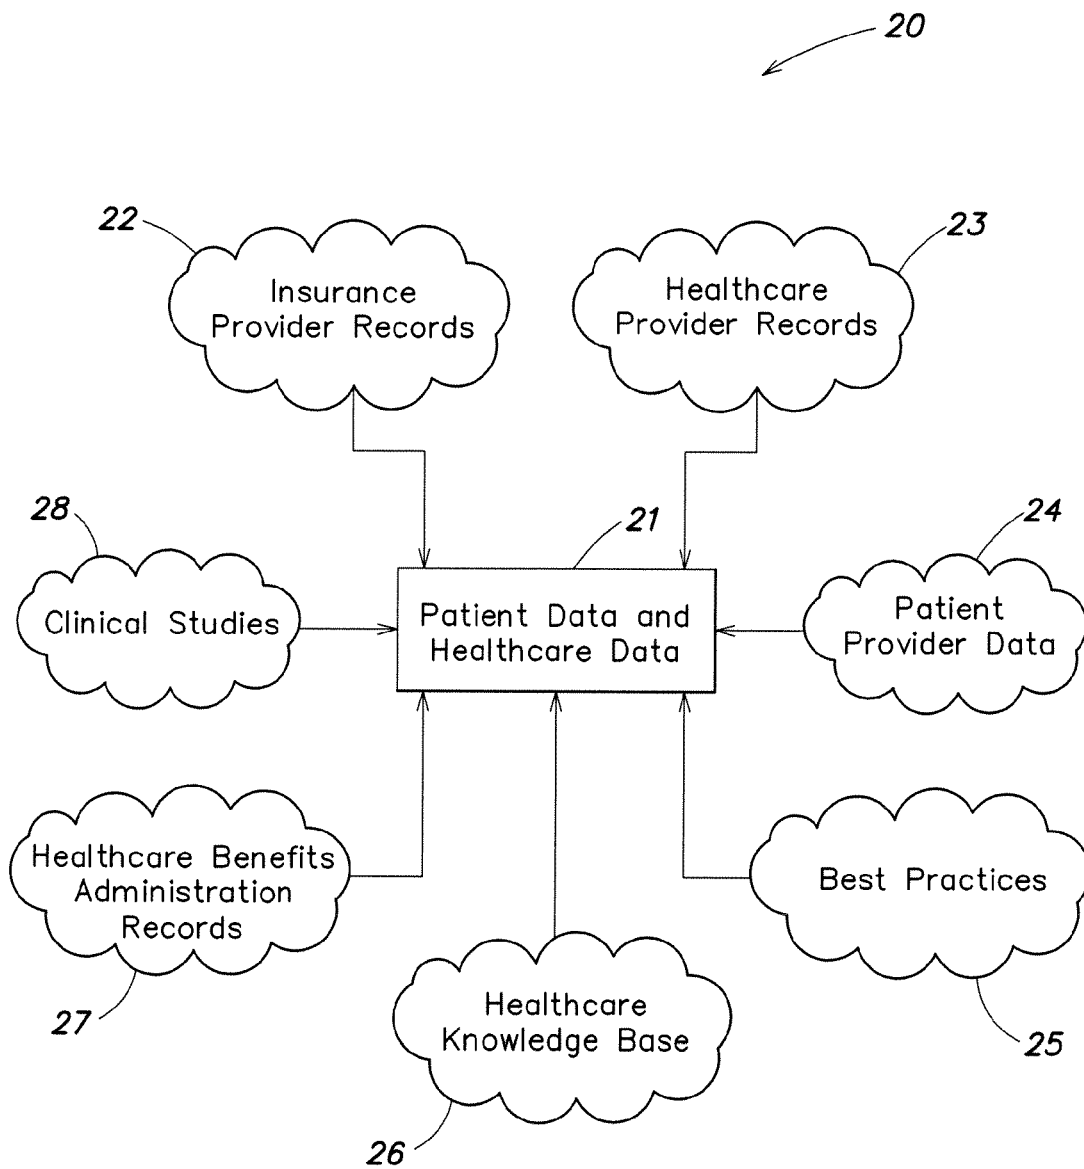 20
22
23
Insurance
Provider Records
Healthcare
Provider Records
28
21
24
Clinical Studies
Patient Data and
Healthcare Data
Patient
Provider Data
Healthcare Benefits
Administration
Records
Best Practices
Healthcare
Knowledge Base
27
25
26